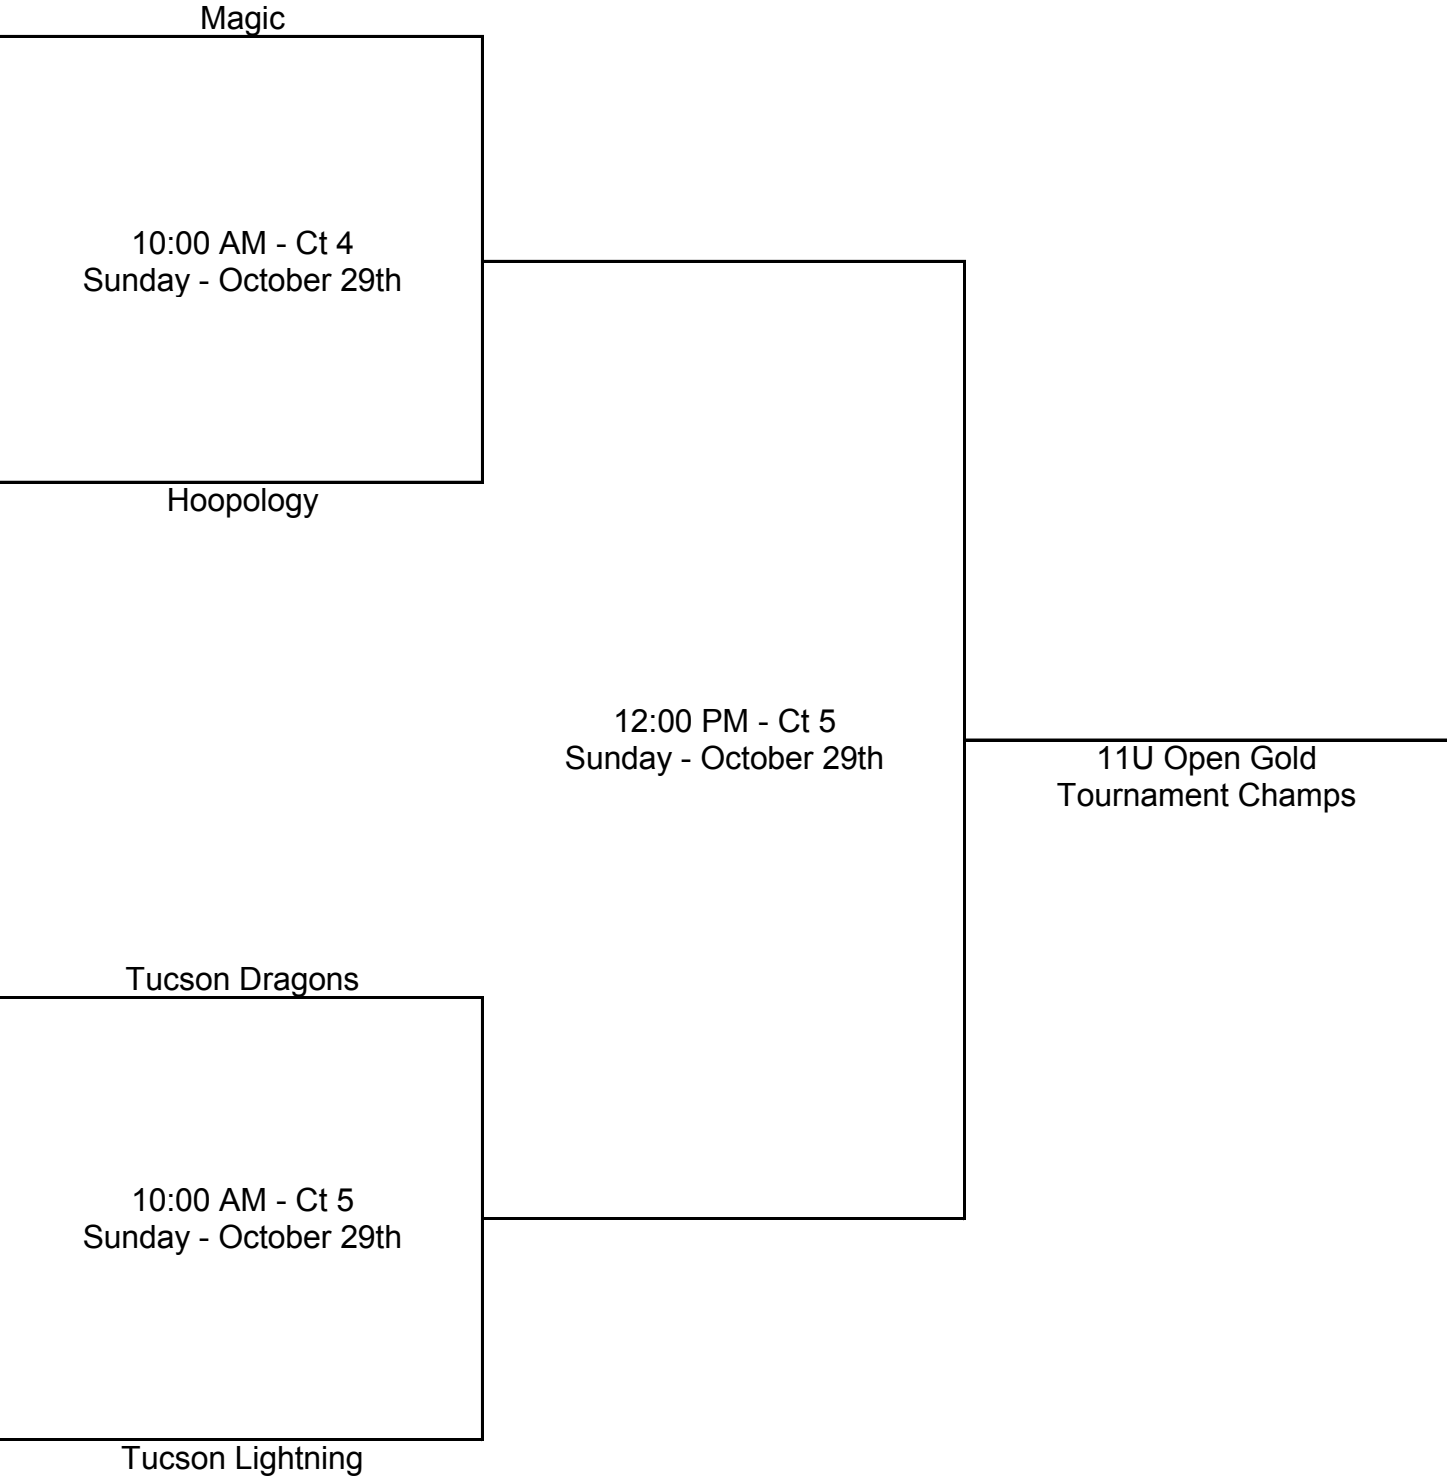 Magic
10:00 AM - Ct 4
Sunday - October 29th
Hoopology
12:00 PM - Ct 5
Sunday - October 29th
11U Open Gold
Tournament Champs
Tucson Dragons
10:00 AM - Ct 5
Sunday - October 29th
Tucson Lightning